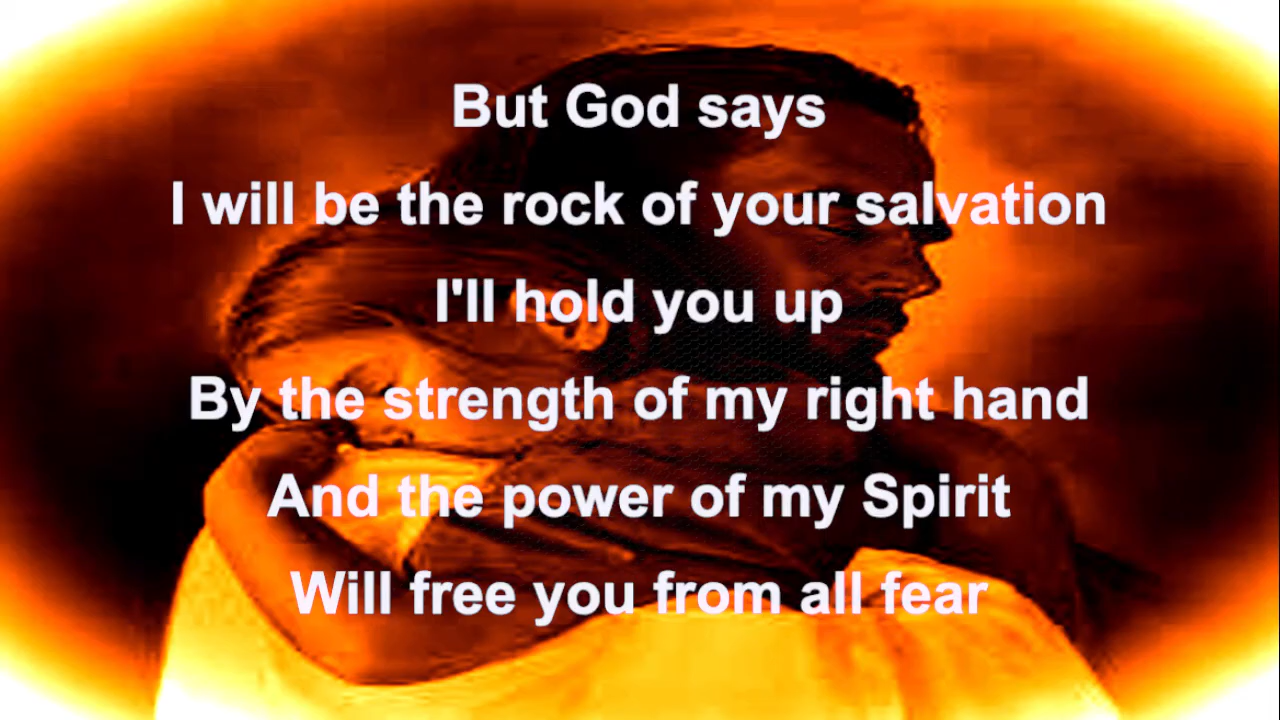 But God says
I will be the rock of your salvation
I'll hold you up
By the strength of my right hand
And the power of my Spirit
Will free you from all fear